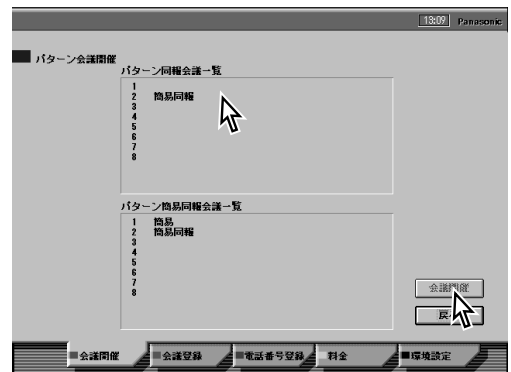 13:09 Panasonic
パターン会議開催
パターン同報会議一覧
1
2 簡易同報
3
4
5
6
7
8
パターン簡易同報会議一覧
1 簡易
2 簡易同報
3
4
5
6
7
8
会議開催
戻
会議開催 会議登録 電話番号登録 料金 環境設定